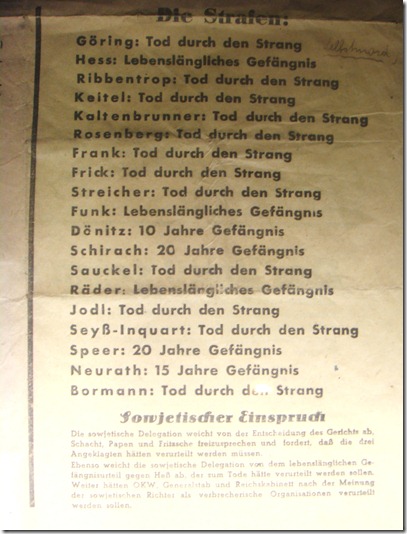 Die Strafen:
Göring: Tod durch den Strang
Selbstmord
Hess: Lebenslängliches Gefängnis
Ribbentrop: Tod durch den Strang
Keitel: Tod durch den Strang
Kaltenbrunner: Tod durch den Strang
Rosenberg: Tod durch den Strang
Frank: Tod durch den Strang
Frick: Tod durch den Strang
Streicher: Tod durch den Strang
Funk: Lebenslängliches Gefängnis
Dönitz: 10 Jahre Gefängnis
Schirach: 20 Jahre Gefängnis
Sauckel: Tod durch den Strang
Räder: Lebenslängliches Gefängnis
Jodl: Tod durch den Strang
Seyß-Inquart: Tod durch den Strang
Speer: 20 Jahre Gefängnis
Neurath: 15 Jahre Gefängnis
Bormann: Tod durch den Strang
Sowjetischer Einspruch
Die sowjetische Delegation weicht von der Entscheidung des Gerichts ab,
Schacht, Papen und Fritzsche freizusprechen und fordert, daß die drei
Angeklagten hätten verurteilt werden müssen.
Ebenso weicht die sowjetische Delegation von dem lebenslänglichen Ge-
fängnisurteil gegen Heß ab, der zum Tode hätte verurteilt werden sollen.
Weiter hätten OKW, Generalstab und Reichskabinett nach der Meinung
der sowjetischen Richter als verbrecherische Organisationen verurteilt
werden sollen.